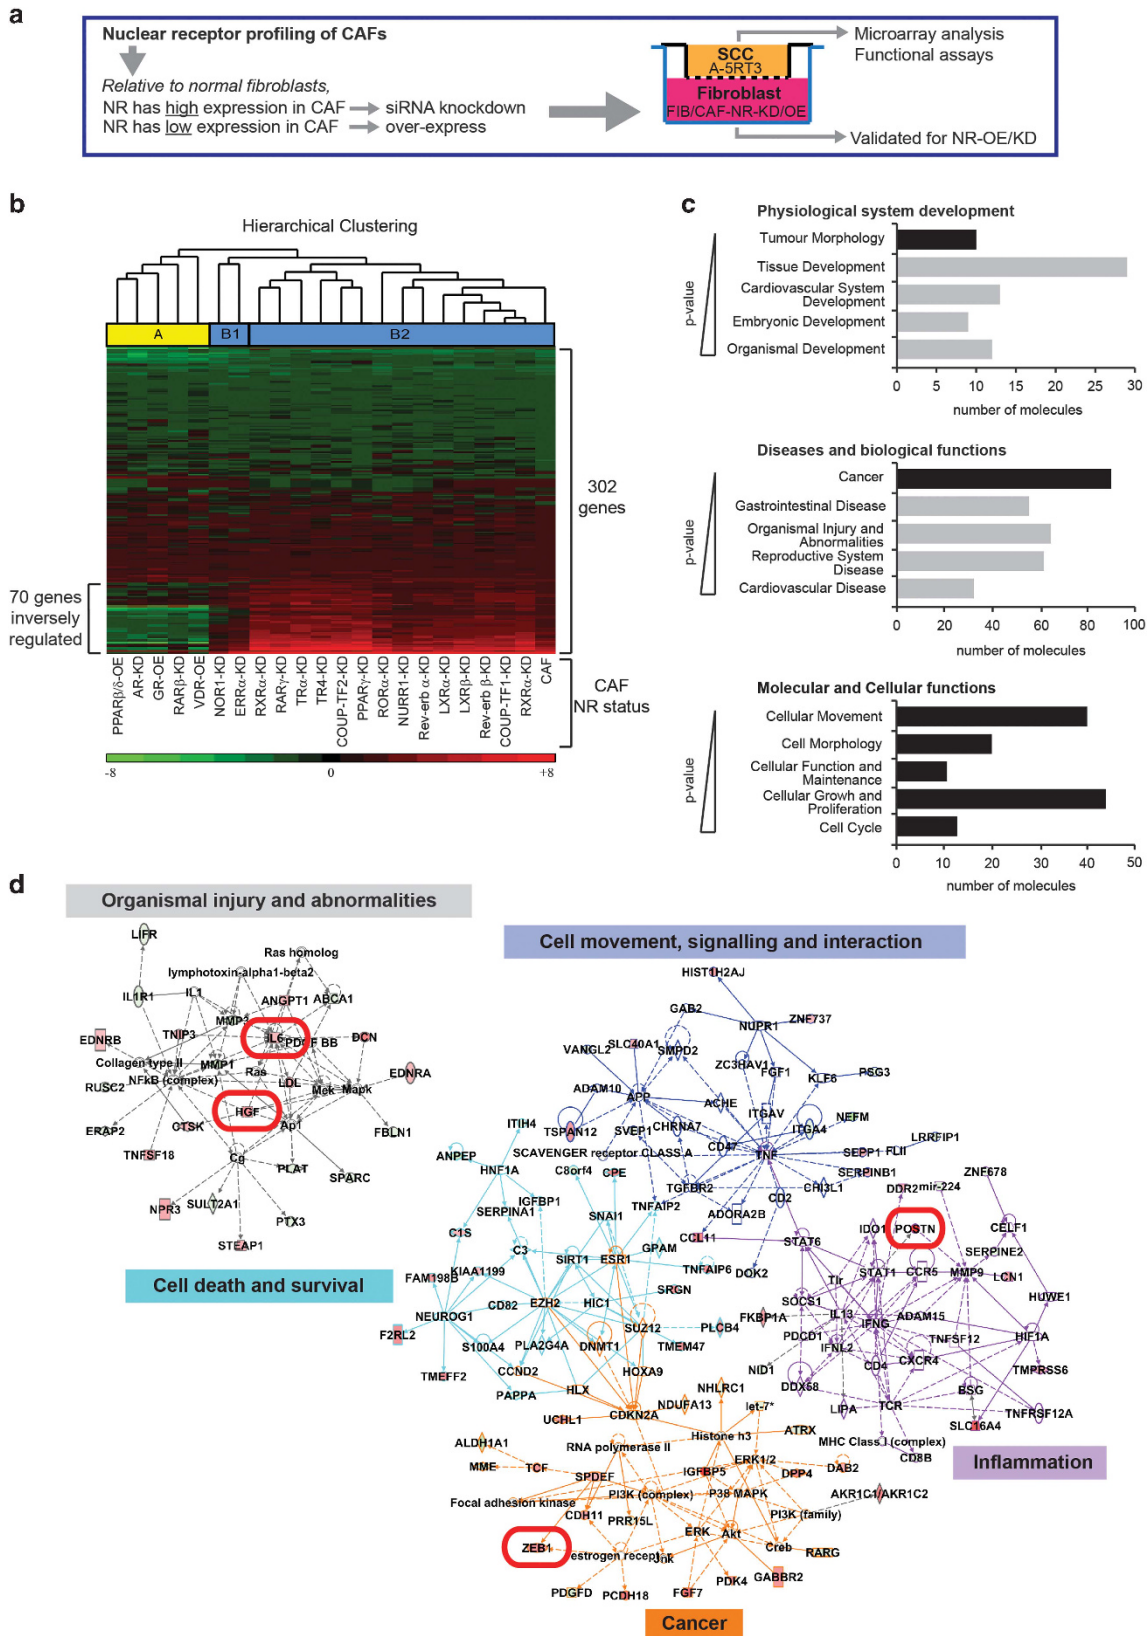 a
Nuclear receptor profiling of CAFs
Relative to normal fibroblasts,
NR has high expression in CAF
siRNA knockdown
NR has low expression in CAF
over-express
SCC
A-5RT3
Fibroblast
FIB/CAF-NR-KD/OE
Microarray analysis
Functional assays
Validated for NR-OE/KD
b
Hierarchical Clustering
A
B1
B2
302
genes
70 genes
inversely
regulated
PPARβ/δ-OE
AR-KD
GR-OE
RARβ-KD
VDR-OE
NOR1-KD
ERRα-KD
RXRα-KD
RARγ-KD
TRα-KD
TR4-KD
COUP-TF2-KD
PPARγ-KD
RORα-KD
NURR1-KD
Rev-erb α-KD
LXRα-KD
LXRβ-KD
Rev-erb β-KD
COUP-TF1-KD
RXRα-KD
CAF
CAF
NR status
-8
0
+8
c
Physiological system development
p-value
Tumour Morphology
Tissue Development
Cardiovascular System
Development
Embryonic Development
Organismal Development
0 5 10 15 20 25 30
number of molecules
Diseases and biological functions
p-value
Cancer
Gastrointestinal Disease
Organismal Injury and
Abnormalities
Reproductive System
Disease
Cardiovascular Disease
0 20 40 60 80 100
number of molecules
Molecular and Cellular functions
p-value
Cellular Movement
Cell Morphology
Cellular Function and
Maintenance
Cellular Growth and
Proliferation
Cell Cycle
0 10 20 30 40 50
number of molecules
d
Organismal injury and abnormalities
LIFR
Ras homolog
lymphotoxin-alpha1-beta2
IL1R1
IL1
ANGPT1
ABCA1
MMP3
EDNRB
TNIP3
IL6
PDGF BB
DCN
Collagen type II
MMP1
NFkB (complex)
Ras
EDNRA
RUSC2
LDL
Mek
Mapk
HGF
ERAP2
CTSK
Ap1
FBLN1
TNFSF18
Cg
PLAT
SPARC
NPR3
SULT2A1
PTX3
STEAP1
Cell movement, signalling and interaction
HIST1H2AJ
GAB2
NUPR1
ZNF737
SLC40A1
VANGL2
SMPD2
ZC3HAV1
FGF1
KLF6
PSG3
ADAM10
APP
ACHE
ITGAV
NEFM
TSPAN12
SVEP1
CHRNA7
CD47
ITGA4
LRRFIP1
SCAVENGER receptor CLASS A
TNF
SEPP1
FLII
SERPINB1
ZNF678
TGFBR2
CD2
CHI3L1
DDR2
mir-224
TNFAIP2
ADORA2B
Cell death and survival
ITIH4
ANPEP
HNF1A
C8orf4
CPE
IGFBP1
SERPINA1
SNAI1
C1S
C3
SIRT1
ESR1
GPAM
CCL11
TNFAIP6
DOK2
FAM198B
KIAA1199
SRGN
CD82
EZH2
HIC1
NEUROG1
SUZ12
PLCB4
F2RL2
S100A4
PLA2G4A
DNMT1
TMEM47
TMEFF2
CCND2
HOXA9
PAPPA
HLX
STAT6
IDO1
POSTN
CELF1
SERPINE2
Tlr
STAT1
CCR5
MMP9
LCN1
SOCS1
HUWE1
FKBP1A
IL13
ADAM15
IFNG
PDCD1
TNFSF12
HIF1A
IFNL2
CXCR4
NID1
CD4
TMPRSS6
DDX58
BSG
LIPA
TCR
TNFRSF12A
SLC16A4
MHC Class I (complex)
CD8B
Inflammation
NHLRC1
NDUFA13
let-7*
UCHL1
CDKN2A
ATRX
Histone h3
ALDH1A1
RNA polymerase II
ERK1/2
MME
TCF
SPDEF
IGFBP5
DPP4
DAB2
PI3K (complex)
P38 MAPK
AKR1C1/AKR1C2
Focal adhesion kinase
CDH11
PRR15L
PI3K (family)
ERK
Akt
ZEB1
estrogen receptor
Jnk
Creb
RARG
PDGFD
PCDH18
FGF7
PDK4
GABBR2
Cancer